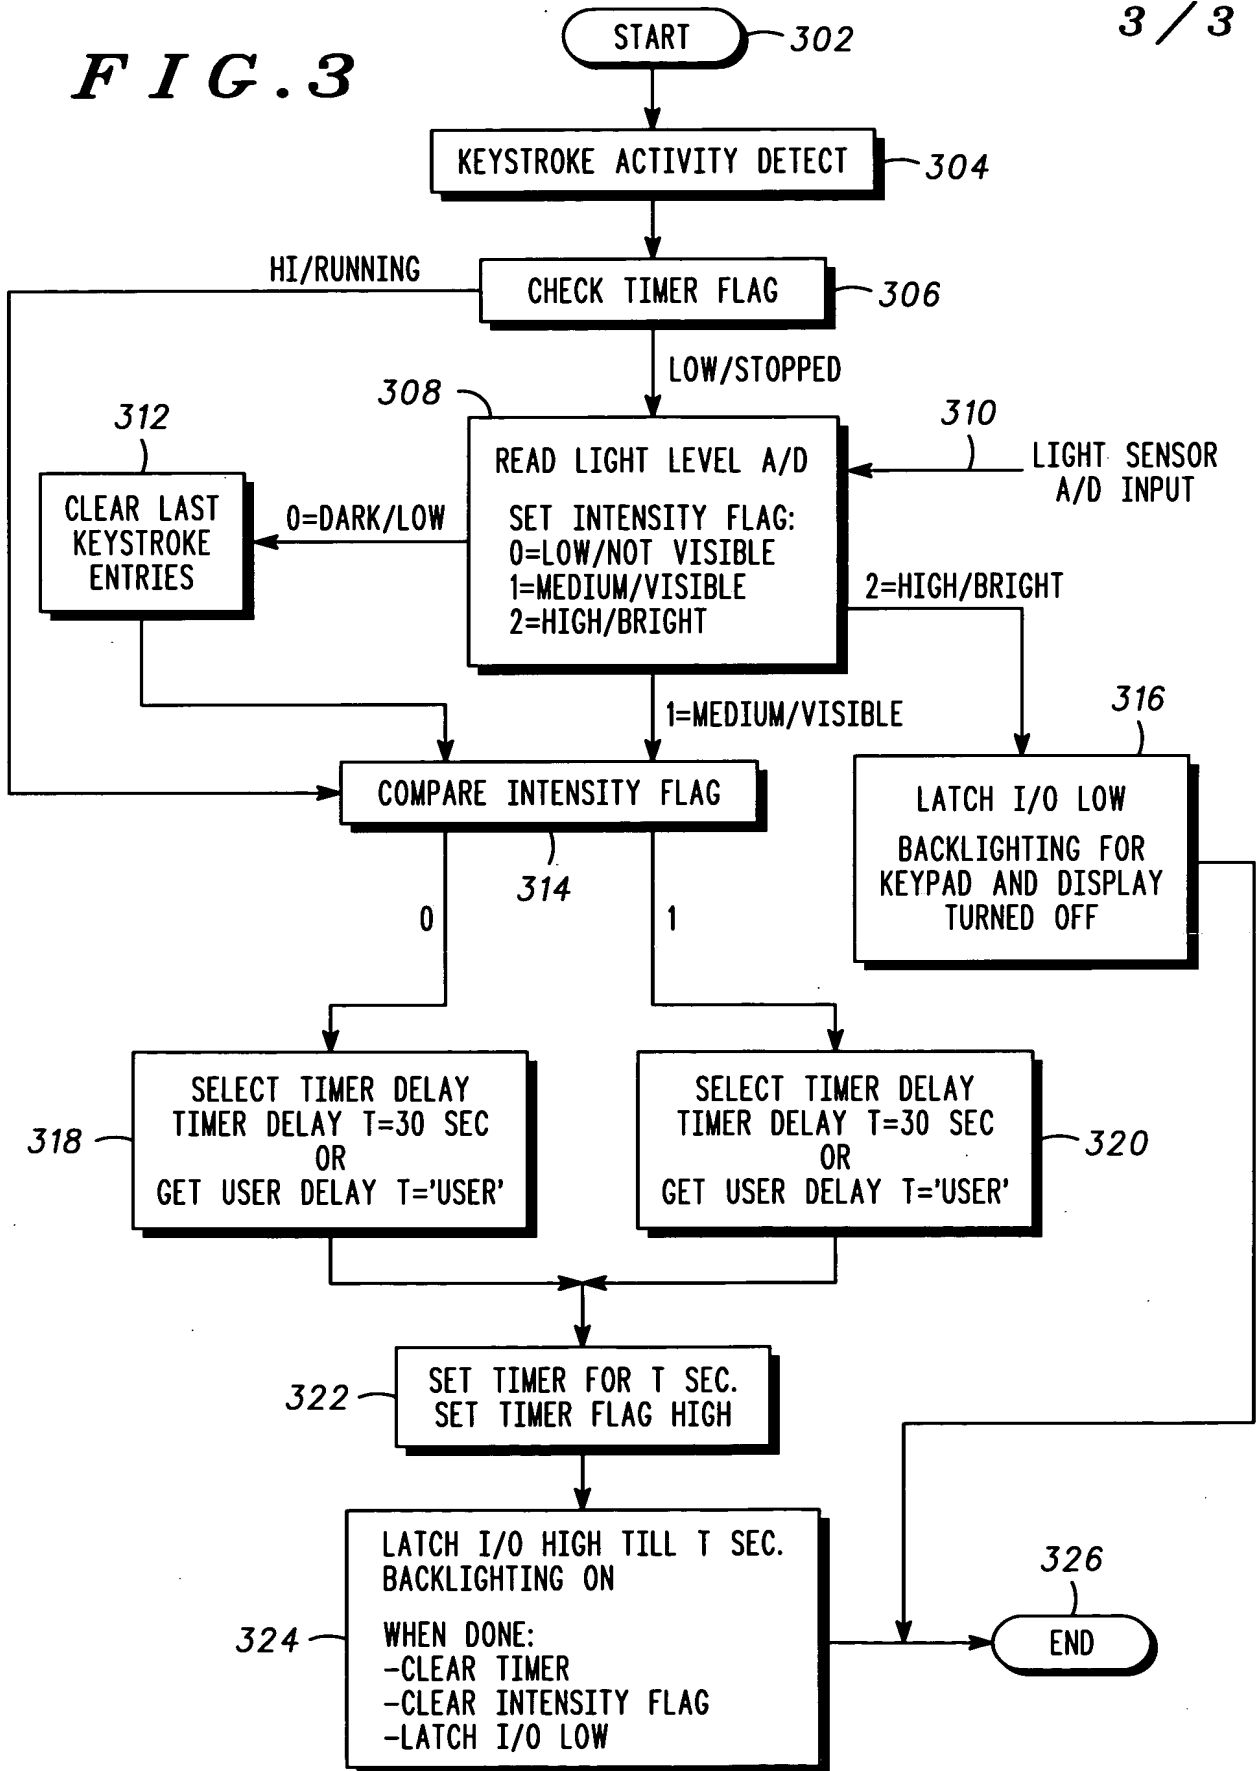 3/3
FIG.3
START
302
KEYSTROKE ACTIVITY DETECT
304
HI/RUNNING
CHECK TIMER FLAG
306
LOW/STOPPED
308
312
310
READ LIGHT LEVEL A/D
SET INTENSITY FLAG:
0=LOW/NOT VISIBLE
1=MEDIUM/VISIBLE
2=HIGH/BRIGHT
LIGHT SENSOR
A/D INPUT
CLEAR LAST
KEYSTROKE
ENTRIES
0=DARK/LOW
2=HIGH/BRIGHT
1=MEDIUM/VISIBLE
316
COMPARE INTENSITY FLAG
314
LATCH I/O LOW
BACKLIGHTING FOR
KEYPAD AND DISPLAY
TURNED OFF
0
1
SELECT TIMER DELAY
TIMER DELAY T=30 SEC
OR
GET USER DELAY T='USER'
318
SELECT TIMER DELAY
TIMER DELAY T=30 SEC
OR
GET USER DELAY T='USER'
320
322
SET TIMER FOR T SEC.
SET TIMER FLAG HIGH
324
LATCH I/O HIGH TILL T SEC.
BACKLIGHTING ON
WHEN DONE:
-CLEAR TIMER
-CLEAR INTENSITY FLAG
-LATCH I/O LOW
326
END